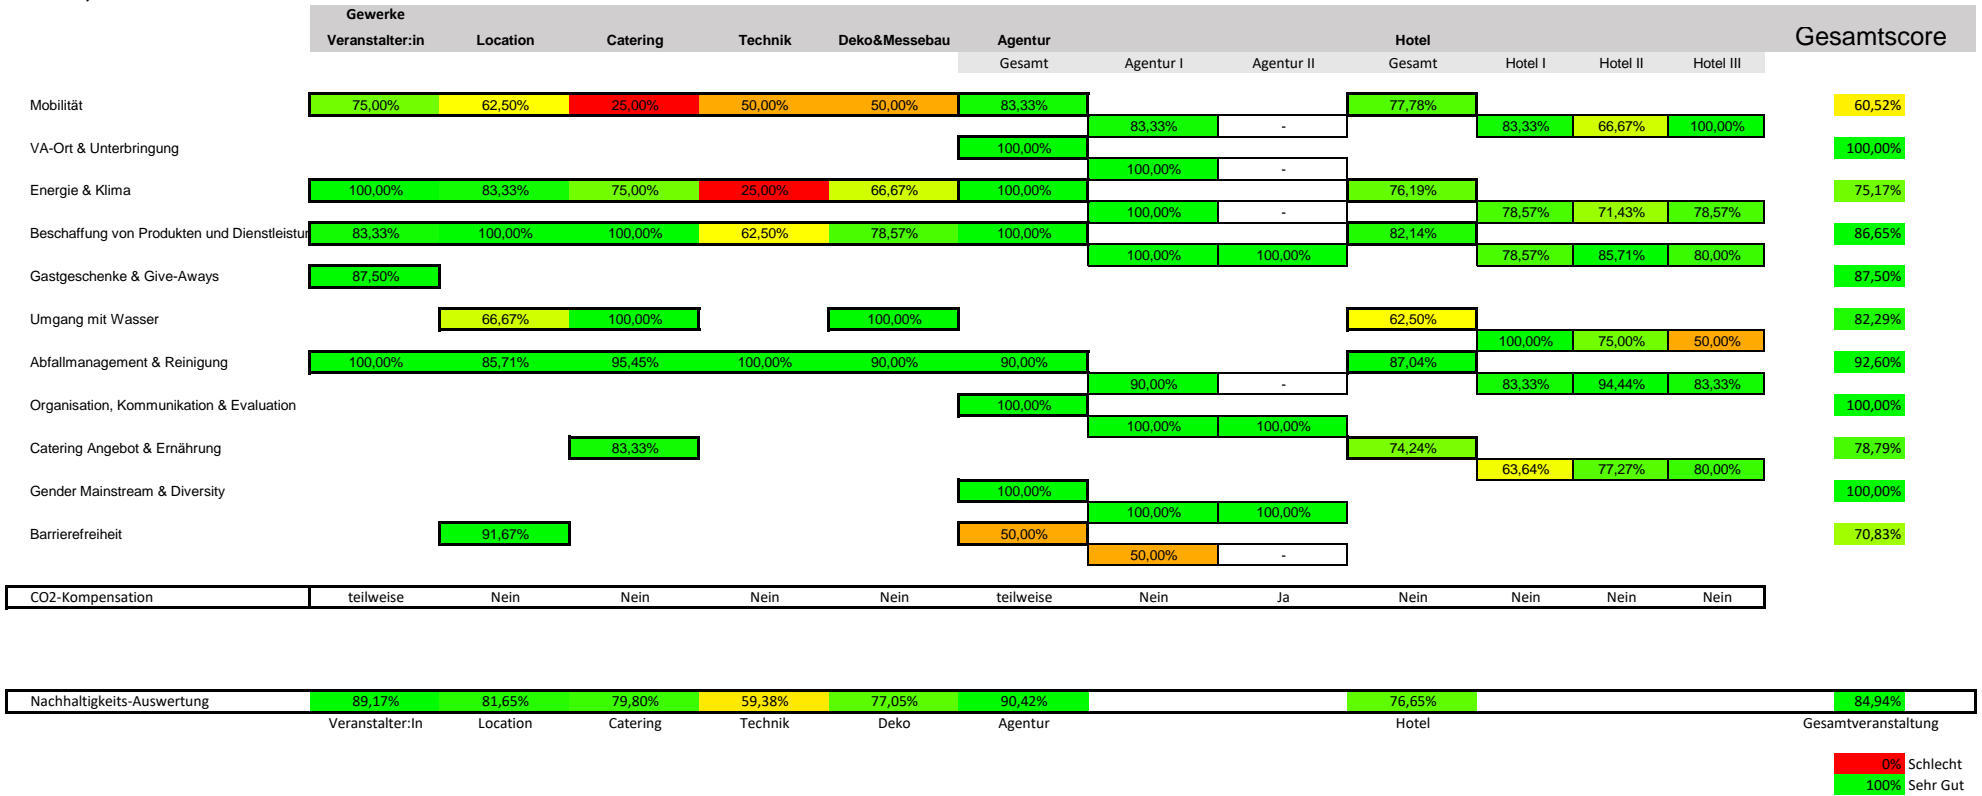 Gewerke
Veranstalter:in Location Catering Technik Deko&Messebau Agentur Hotel Gesamtscore
Gesamt Agentur I Agentur II Gesamt Hotel I Hotel II Hotel III
Mobilität 75,00% 62,50% 25,00% 50,00% 50,00% 83,33% 77,78% 60,52%
83,33% - 83,33% 66,67% 100,00%
VA-Ort & Unterbringung 100,00% 100,00%
100,00% -
Energie & Klima 100,00% 83,33% 75,00% 25,00% 66,67% 100,00% 76,19% 75,17%
100,00% - 78,57% 71,43% 78,57%
Beschaffung von Produkten und Dienstleistur 83,33% 100,00% 100,00% 62,50% 78,57% 100,00% 82,14% 86,65%
100,00% 100,00% 78,57% 85,71% 80,00%
Gastgeschenke & Give-Aways 87,50% 87,50%
Umgang mit Wasser 66,67% 100,00% 100,00% 62,50% 82,29%
100,00% 75,00% 50,00%
Abfallmanagement & Reinigung 100,00% 85,71% 95,45% 100,00% 90,00% 90,00% 87,04% 92,60%
90,00% - 83,33% 94,44% 83,33%
Organisation, Kommunikation & Evaluation 100,00% 100,00%
100,00% 100,00%
Catering Angebot & Ernährung 83,33% 74,24% 78,79%
63,64% 77,27% 80,00%
Gender Mainstream & Diversity 100,00% 100,00%
100,00% 100,00%
Barrierefreiheit 91,67% 50,00% 70,83%
50,00% -
CO2-Kompensation teilweise Nein Nein Nein Nein teilweise Nein Ja Nein Nein Nein Nein
Nachhaltigkeits-Auswertung 89,17% 81,65% 79,80% 59,38% 77,05% 90,42% 76,65% 84,94%
Veranstalter:In Location Catering Technik Deko Agentur Hotel Gesamtveranstaltung
0% Schlecht
100% Sehr Gut